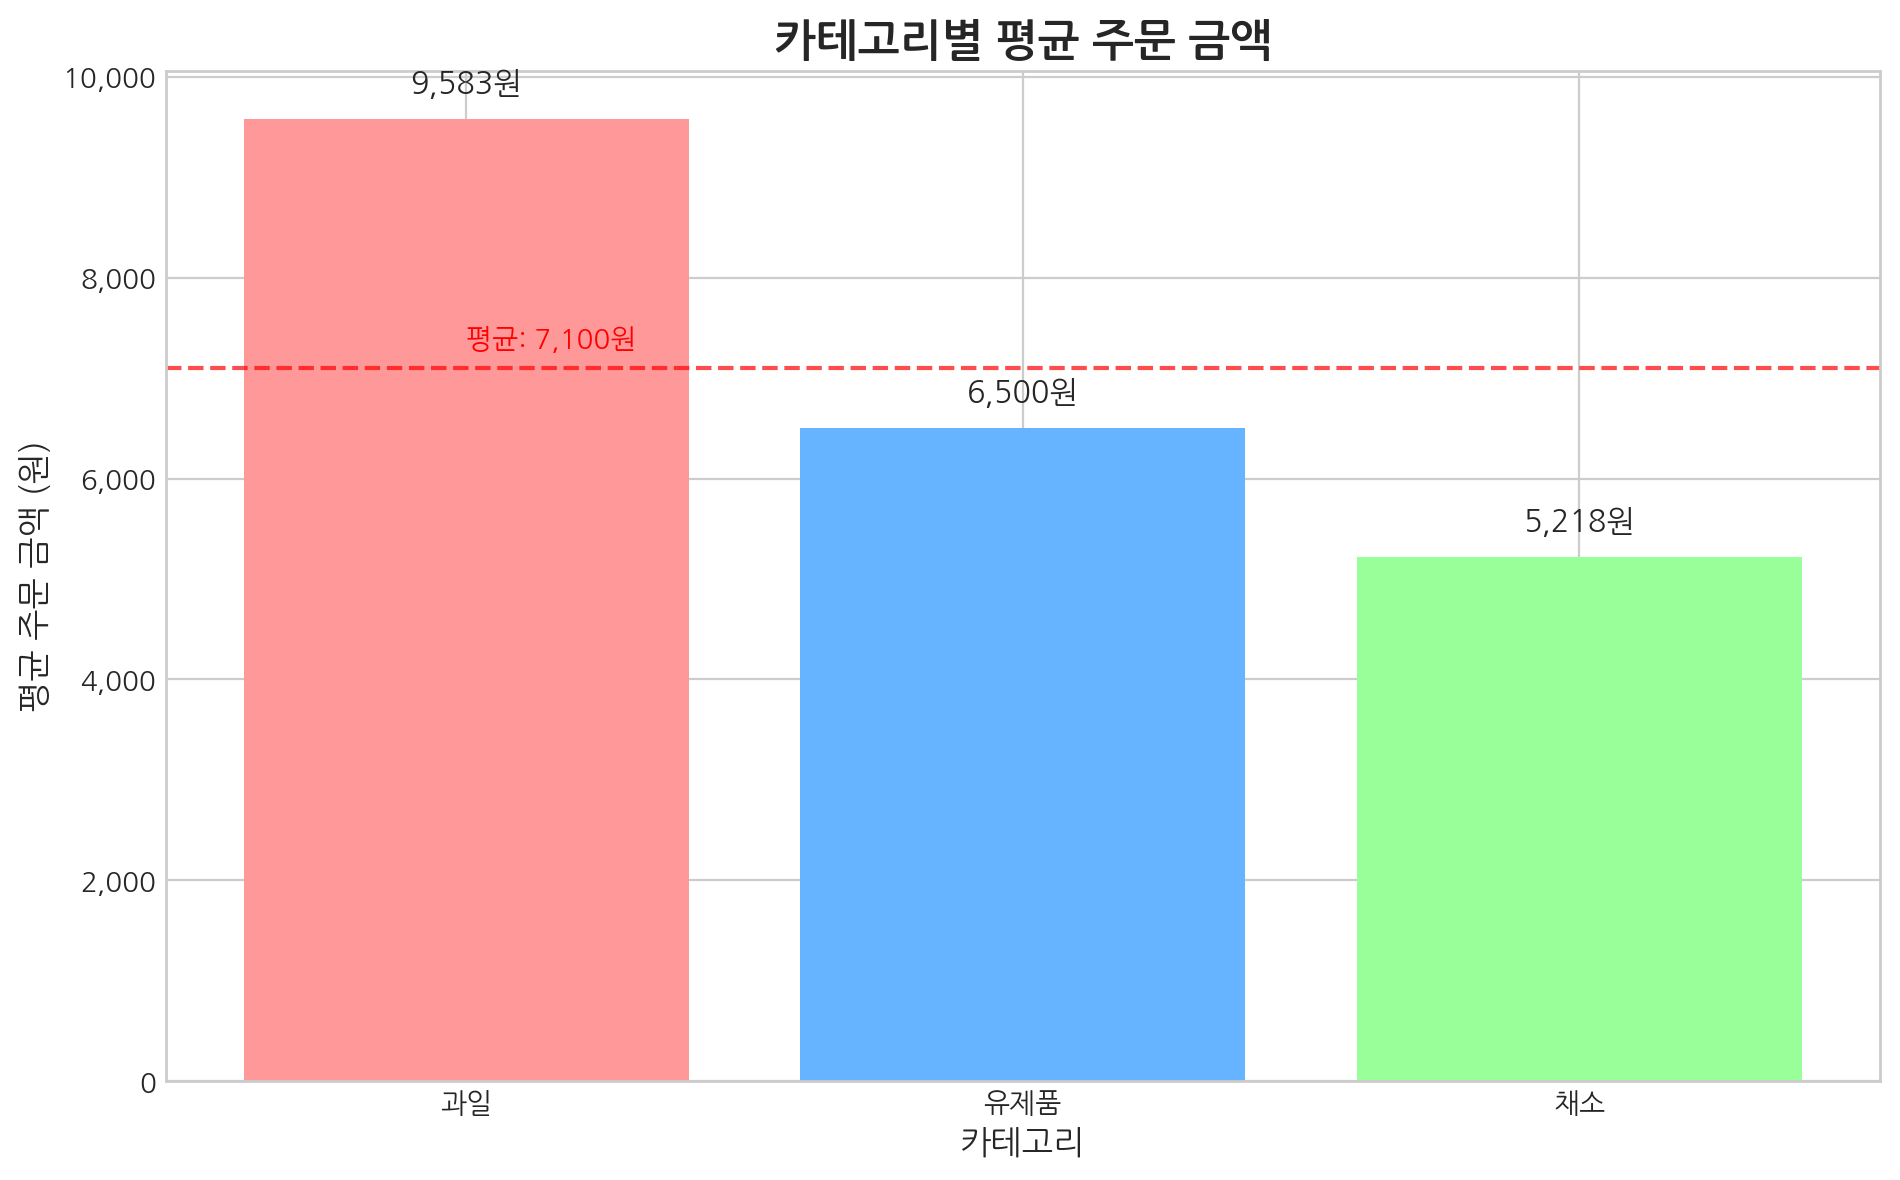 카테고리별 평균 주문 금액
평균 주문 금액 (원)
10,000
8,000
6,000
4,000
2,000
0
9,583원
평균: 7,100원
6,500원
5,218원
과일
유제품
채소
카테고리